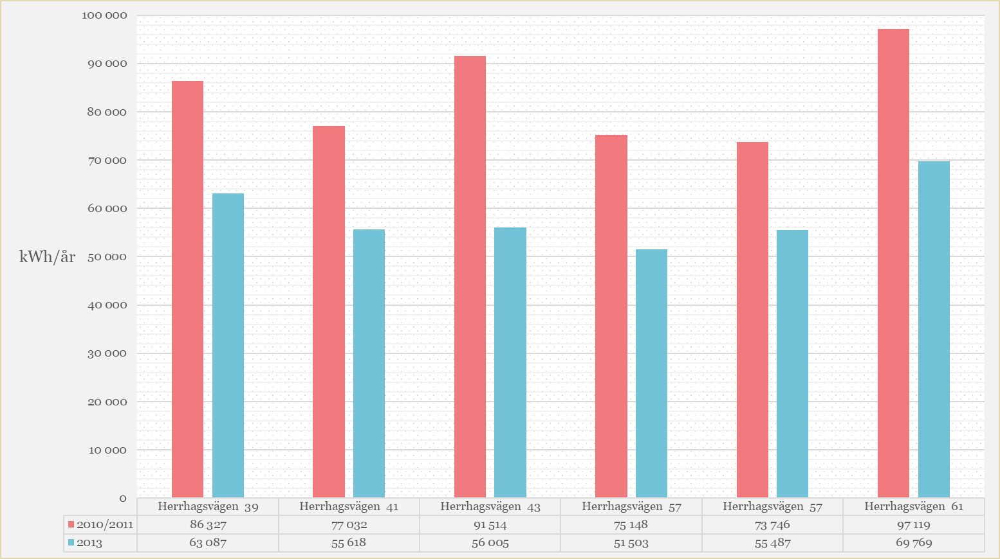 100 000
90 000
80 000
70 000
60 000
kWh/år 50 000
40 000
30 000
20 000
10 000
0
Herrhagsvägen 39 Herrhagsvägen 41 Herrhagsvägen 43 Herrhagsvägen 57 Herrhagsvägen 57 Herrhagsvägen 61
2010/2011 86 327 77 032 91 514 75 148 73 746 97 119
2013 63 087 55 618 56 005 51 503 55 487 69 769